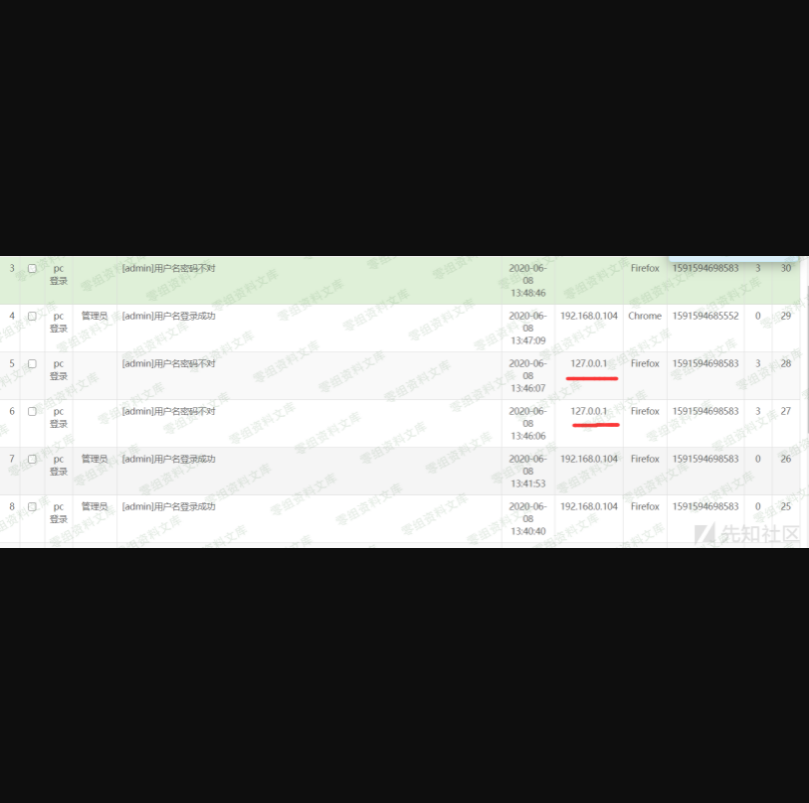 3 pc 登录 [admin]用户名密码不对 2020-06-08 13:48:46 Firefox 1591594698583 3 30
4 pc 登录 管理员 [admin]用户名登录成功 2020-06-08 13:47:09 192.168.0.104 Chrome 1591594685552 0 29
5 pc 登录 [admin]用户名密码不对 2020-06-08 13:46:07 127.0.0.1 Firefox 1591594698583 3 28
6 pc 登录 [admin]用户名密码不对 2020-06-08 13:46:06 127.0.0.1 Firefox 1591594698583 3 27
7 pc 登录 管理员 [admin]用户名登录成功 2020-06-08 13:41:53 192.168.0.104 Firefox 1591594698583 0 26
8 pc 登录 管理员 [admin]用户名登录成功 2020-06-08 13:40:40 192.168.0.104 Firefox 1591594698583 0 25
零组资料文库
先知社区